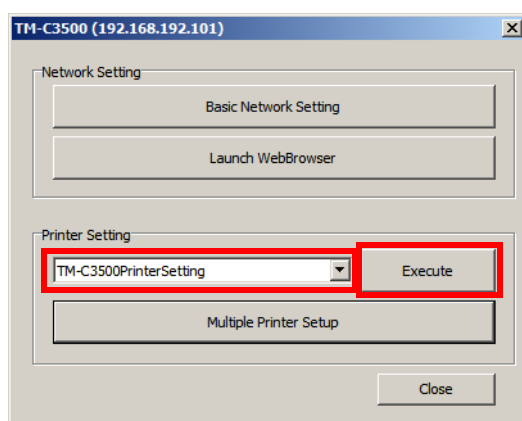 TM-C3500 (192.168.192.101)
Network Setting
Basic Network Setting
Launch WebBrowser
Printer Setting
TM-C3500PrinterSetting
Execute
Multiple Printer Setup
Close